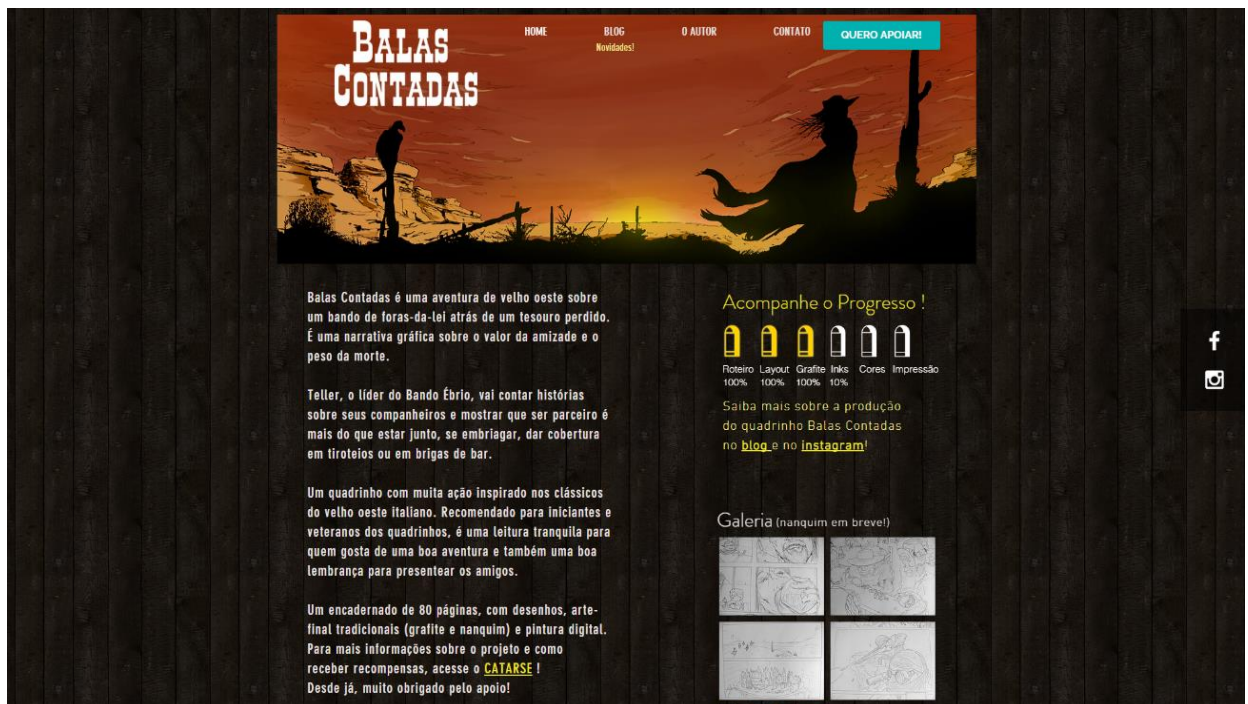 BALAS
CONTADAS
HOME
BLOG
Novidades!
O AUTOR
CONTATO
QUERO APOIAR!
Balas Contadas é uma aventura de velho oeste sobre
um bando de foras-da-lei atrás de um tesouro perdido.
É uma narrativa gráfica sobre o valor da amizade e o
peso da morte.
Teller, o líder do Bando Ébrio, vai contar histórias
sobre seus companheiros e mostrar que ser parceiro é
mais do que estar junto, se embriagar, dar cobertura
em tiroteios ou em brigas de bar.
Um quadrinho com muita ação inspirado nos clássicos
do velho oeste italiano. Recomendado para iniciantes e
veteranos dos quadrinhos, é uma leitura tranquila para
quem gosta de uma boa aventura e também uma boa
lembrança para presentear os amigos.
Um encadernado de 80 páginas, com desenhos, arte-
final tradicionais (grafite e nanquim) e pintura digital.
Para mais informações sobre o projeto e como
receber recompensas, acesse o CATARSE !
Desde já, muito obrigado pelo apoio!
Acompanhe o Progresso !
Roteiro Layout Grafite Inks Cores Impressão
100% 100% 100% 10%
Saiba mais sobre a produção
do quadrinho Balas Contadas
no blog e no instagram!
Galeria (nanquim em breve!)